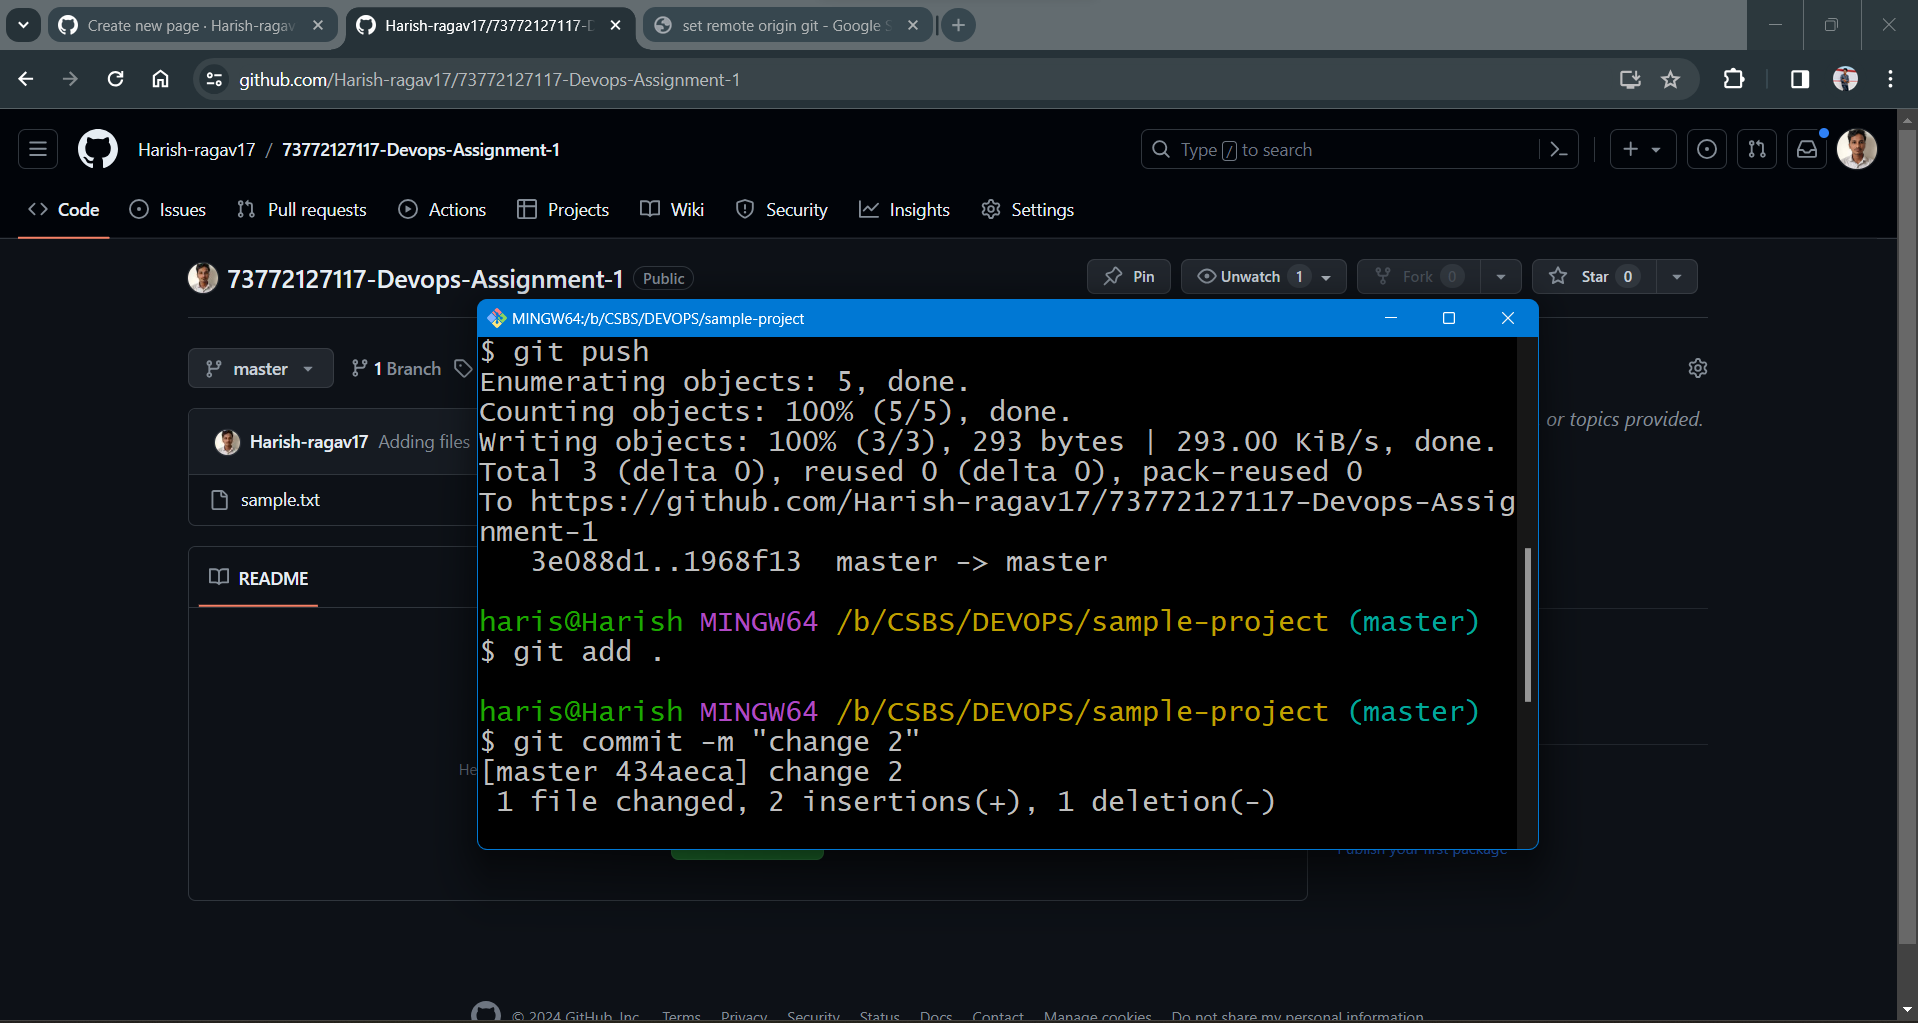 Create new page · Harish-ragav
Harish-ragav17/73772127117-D
set remote origin git - Google S
github.com/Harish-ragav17/73772127117-Devops-Assignment-1
Harish-ragav17 / 73772127117-Devops-Assignment-1
Type / to search
Code
Issues
Pull requests
Actions
Projects
Wiki
Security
Insights
Settings
73772127117-Devops-Assignment-1 Public
Pin
Unwatch 1
Fork 0
Star 0
master
1 Branch
or topics provided.
Harish-ragav17 Adding files
sample.txt
README
He
MINGW64:/b/CSBS/DEVOPS/sample-project
$ git push
Enumerating objects: 5, done.
Counting objects: 100% (5/5), done.
Writing objects: 100% (3/3), 293 bytes | 293.00 KiB/s, done.
Total 3 (delta 0), reused 0 (delta 0), pack-reused 0
To https://github.com/Harish-ragav17/73772127117-Devops-Assig
nment-1
3e088d1..1968f13  master -> master
haris@Harish MINGW64 /b/CSBS/DEVOPS/sample-project (master)
$ git add .
haris@Harish MINGW64 /b/CSBS/DEVOPS/sample-project (master)
$ git commit -m "change 2"
[master 434aeca] change 2
1 file changed, 2 insertions(+), 1 deletion(-)
Publish your first package
© 2024 GitHub, Inc. Terms Privacy Security Status Docs Contact Manage cookies Do not share my personal information